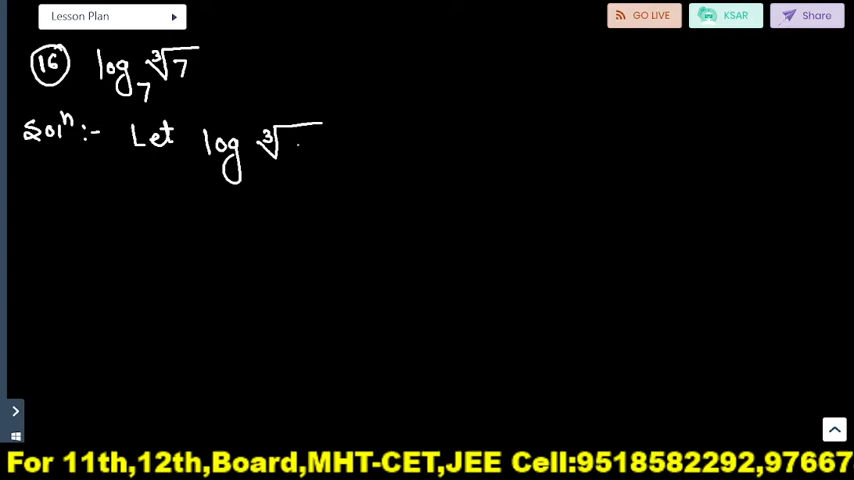 Lesson Plan
GO LIVE
KSAR
Share
16 log₇ ∛7
Solⁿ :- Let log ∛
For 11th,12th,Board,MHT-CET,JEE Cell:9518582292,97667